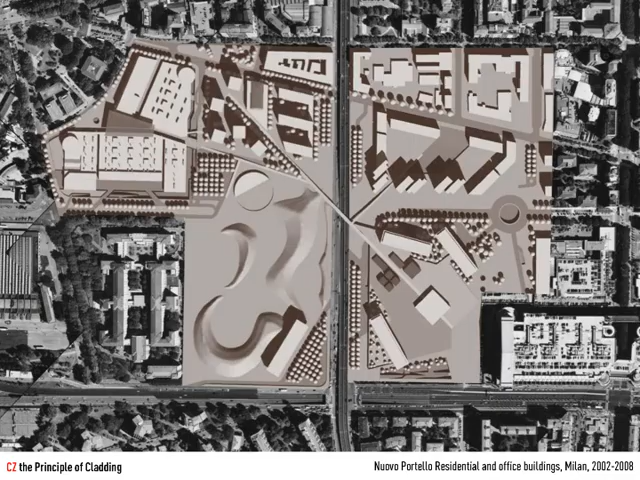 CZ the Principle of Cladding
Nuovo Portello Residential and office buildings, Milan, 2002-2008